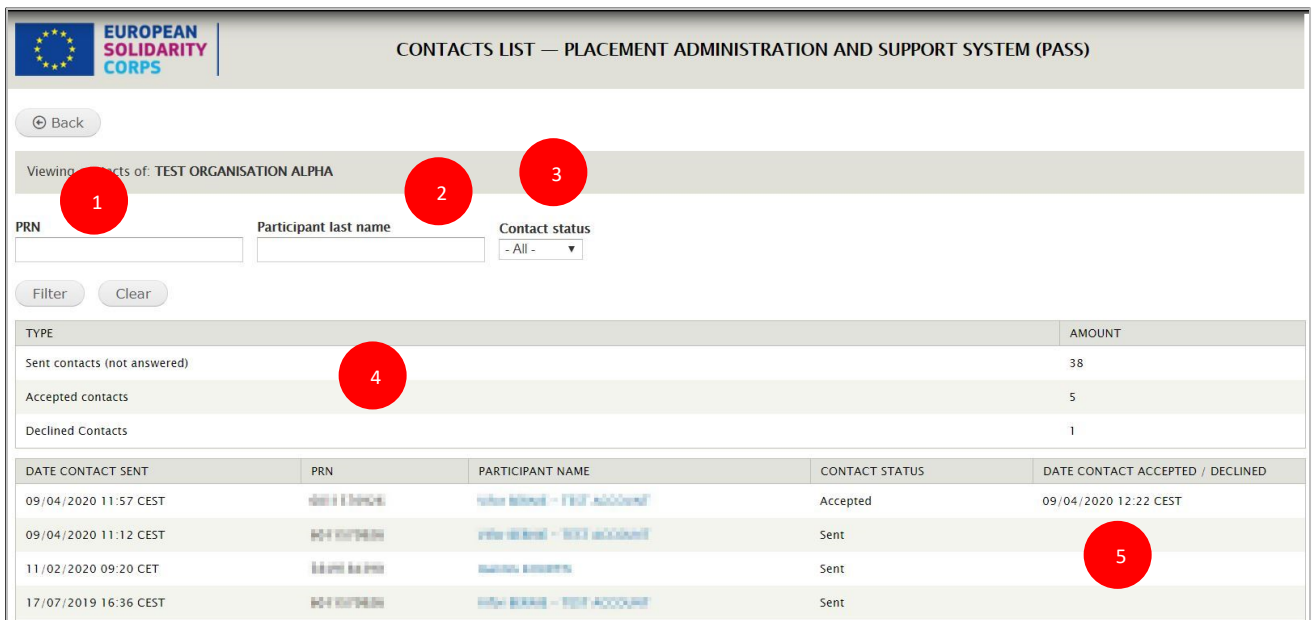 EUROPEAN
SOLIDARITY
CORPS
CONTACTS LIST — PLACEMENT ADMINISTRATION AND SUPPORT SYSTEM (PASS)
Back
Viewing of: TEST ORGANISATION ALPHA
1
2
3
PRN Participant last name Contact status
- All -
Filter Clear
TYPE AMOUNT
Sent contacts (not answered) 38
4
Accepted contacts 5
Declined Contacts 1
DATE CONTACT SENT PRN PARTICIPANT NAME CONTACT STATUS DATE CONTACT ACCEPTED / DECLINED
09/04/2020 11:57 CEST Accepted 09/04/2020 12:22 CEST
09/04/2020 11:12 CEST Sent
5
11/02/2020 09:20 CET Sent
17/07/2019 16:36 CEST Sent